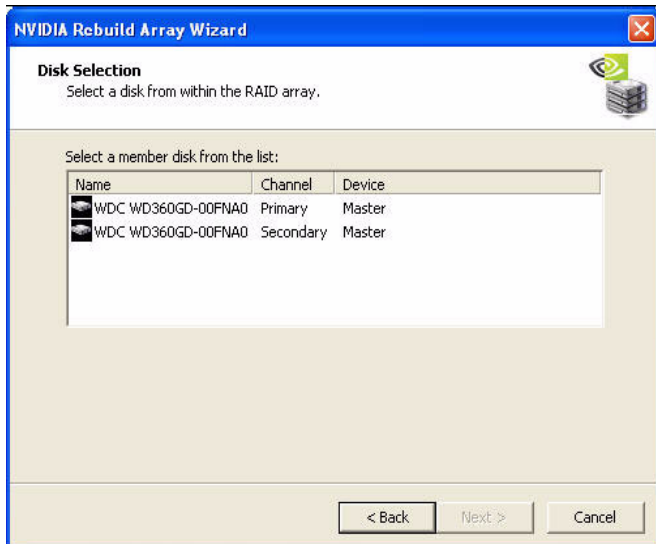 NVIDIA Rebuild Array Wizard
Disk Selection
Select a disk from within the RAID array.
Select a member disk from the list:
Name Channel Device
WDC WD360GD-00FNA0 Primary Master
WDC WD360GD-00FNA0 Secondary Master
< Back Next > Cancel